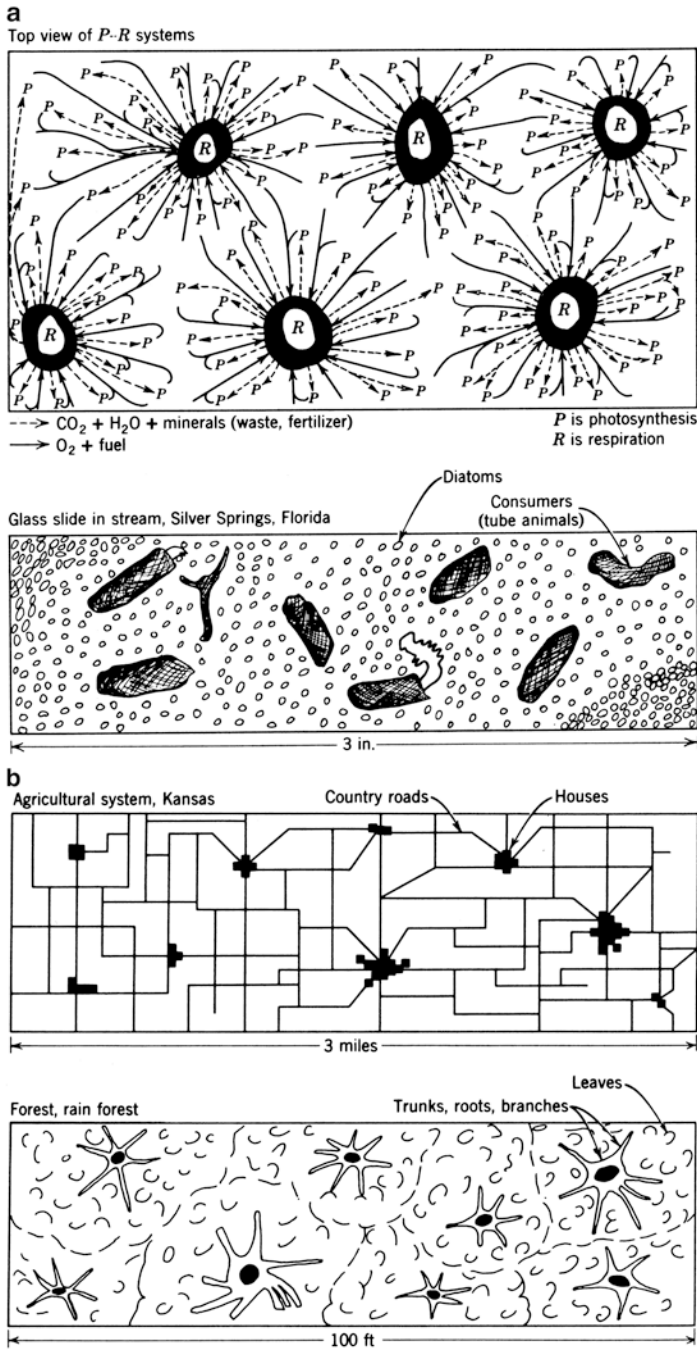 a
Top view of P--R systems
P P P P P P P P P P
P P P P P P P P
P R P P R P P R P
P P P P P P P P
P P P P P P P P P
R P P R P P R P
P P P P P P P P
---> CO₂ + H₂O + minerals (waste, fertilizer)
P is photosynthesis
—> O₂ + fuel
R is respiration
Diatoms
Glass slide in stream, Silver Springs, Florida
Consumers
(tube animals)
3 in.
b
Agricultural system, Kansas
Country roads
Houses
3 miles
Leaves
Forest, rain forest
Trunks, roots, branches
100 ft